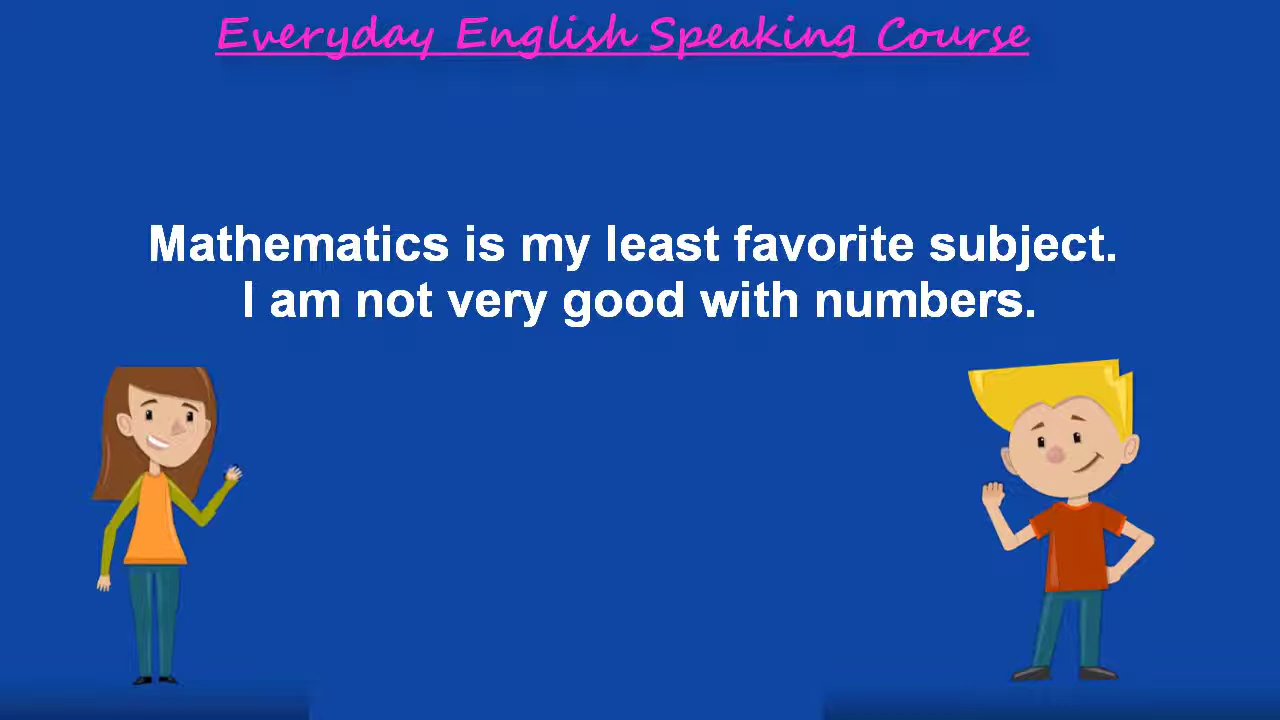 Everyday English Speaking Course
Mathematics is my least favorite subject.
I am not very good with numbers.